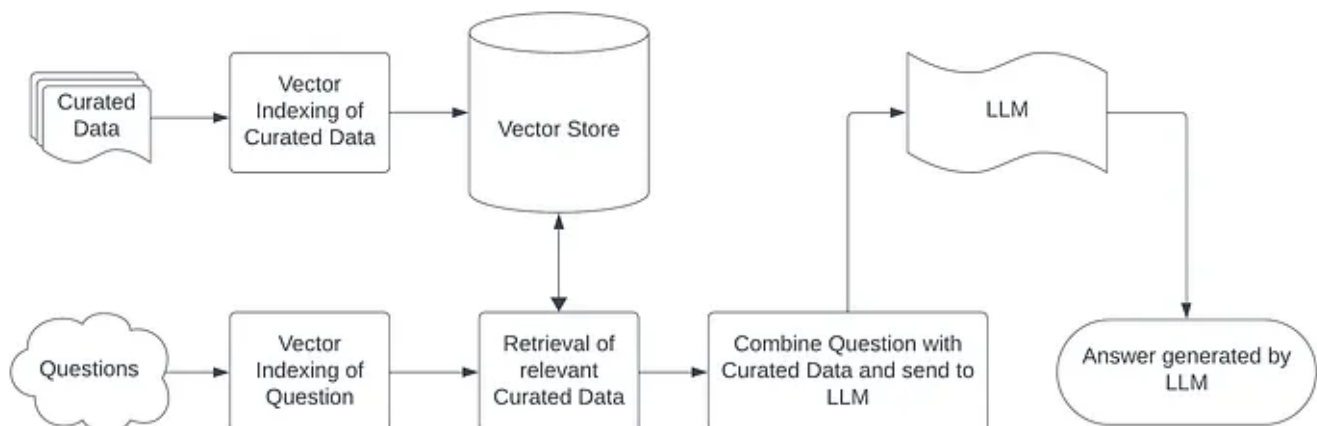 Curated
Data
Vector
Indexing of
Curated Data
Vector Store
LLM
Questions
Vector
Indexing of
Question
Retrieval of
relevant
Curated Data
Combine Question with
Curated Data and send to
LLM
Answer generated by
LLM